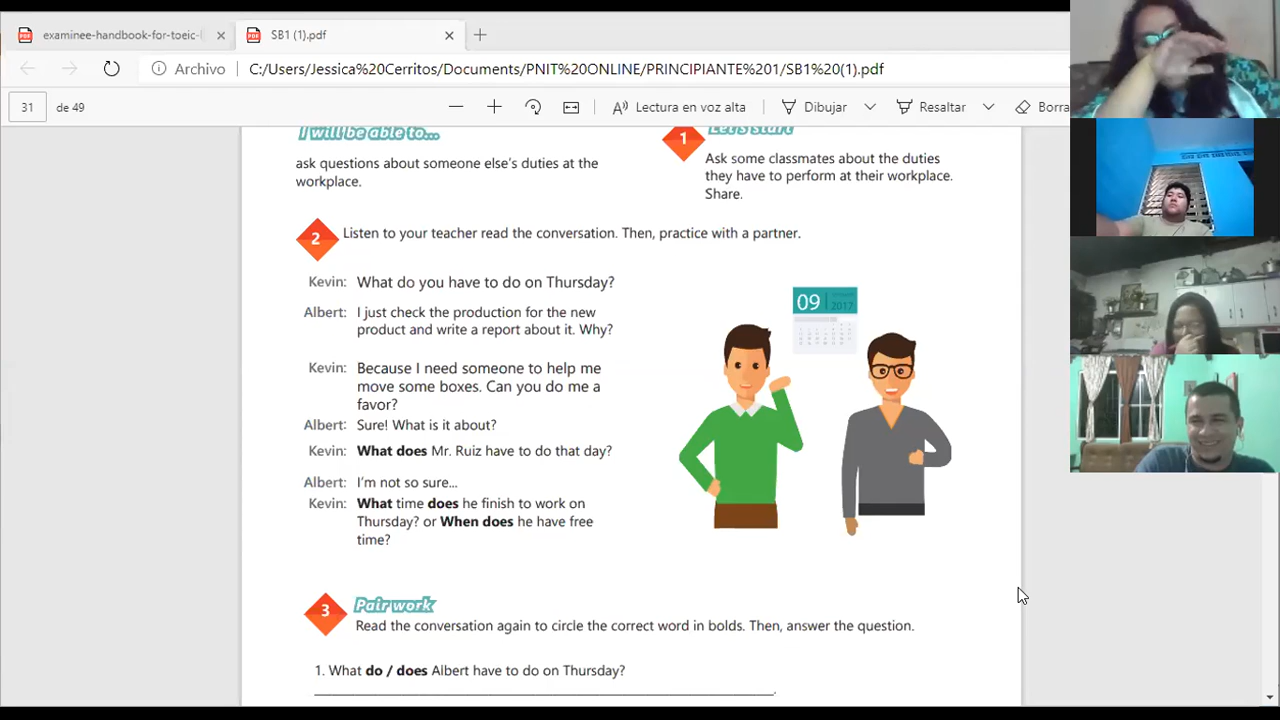 examinee-handbook-for-toeic-l
SB1 (1).pdf
Archivo
C:/Users/Jessica%20Cerritos/Documents/PNIT%20ONLINE/PRINCIPIANTE%201/SB1%20(1).pdf
31 de 49
Lectura en voz alta
Dibujar
Resaltar
Borra
I will be able to...
ask questions about someone else's duties at the
workplace.
1
Let's start
Ask some classmates about the duties
they have to perform at their workplace.
Share.
2
Listen to your teacher read the conversation. Then, practice with a partner.
Kevin: What do you have to do on Thursday?
Albert: I just check the production for the new
product and write a report about it. Why?
Kevin: Because I need someone to help me
move some boxes. Can you do me a
favor?
Albert: Sure! What is it about?
Kevin: What does Mr. Ruiz have to do that day?
Albert: I'm not so sure...
Kevin: What time does he finish to work on
Thursday? or When does he have free
time?
09
2017
3
Pair work
Read the conversation again to circle the correct word in bolds. Then, answer the question.
1. What do / does Albert have to do on Thursday?